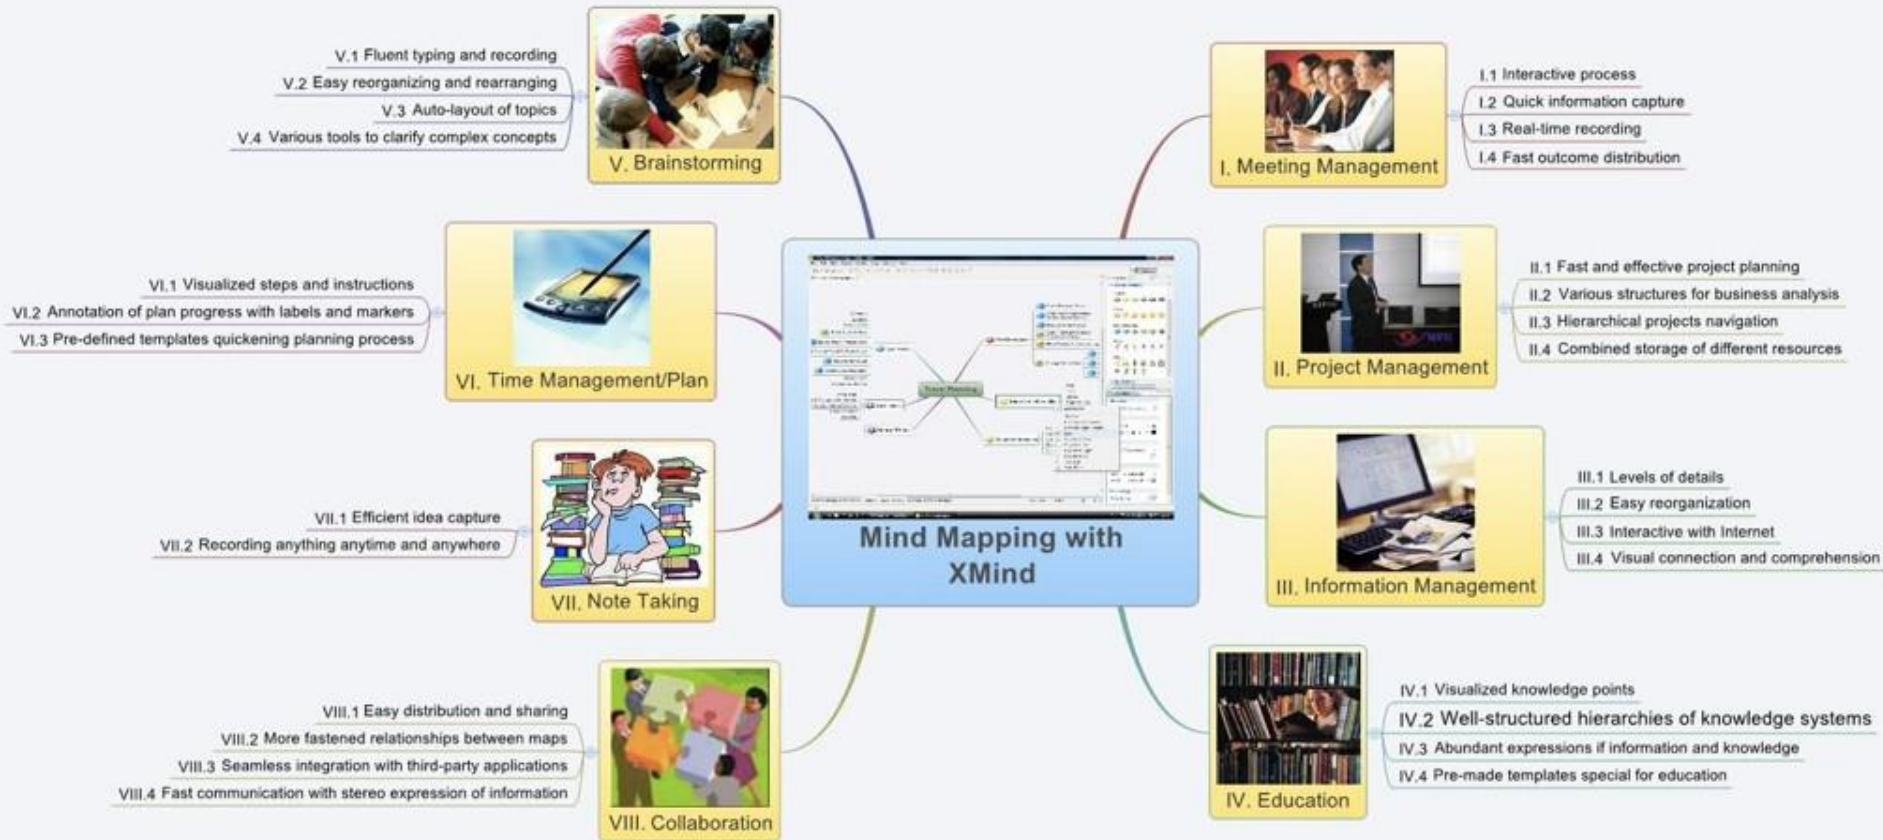 Mind Mapping with
XMind
I. Meeting Management
I.1 Interactive process
I.2 Quick information capture
I.3 Real-time recording
I.4 Fast outcome distribution
II. Project Management
II.1 Fast and effective project planning
II.2 Various structures for business analysis
II.3 Hierarchical projects navigation
II.4 Combined storage of different resources
III. Information Management
III.1 Levels of details
III.2 Easy reorganization
III.3 Interactive with Internet
III.4 Visual connection and comprehension
IV. Education
IV.1 Visualized knowledge points
IV.2 Well-structured hierarchies of knowledge systems
IV.3 Abundant expressions if information and knowledge
IV.4 Pre-made templates special for education
V. Brainstorming
V.1 Fluent typing and recording
V.2 Easy reorganizing and rearranging
V.3 Auto-layout of topics
V.4 Various tools to clarify complex concepts
VI. Time Management/Plan
VI.1 Visualized steps and instructions
VI.2 Annotation of plan progress with labels and markers
VI.3 Pre-defined templates quickening planning process
VII. Note Taking
VII.1 Efficient idea capture
VII.2 Recording anything anytime and anywhere
VIII. Collaboration
VIII.1 Easy distribution and sharing
VIII.2 More fastened relationships between maps
VIII.3 Seamless integration with third-party applications
VIII.4 Fast communication with stereo expression of information